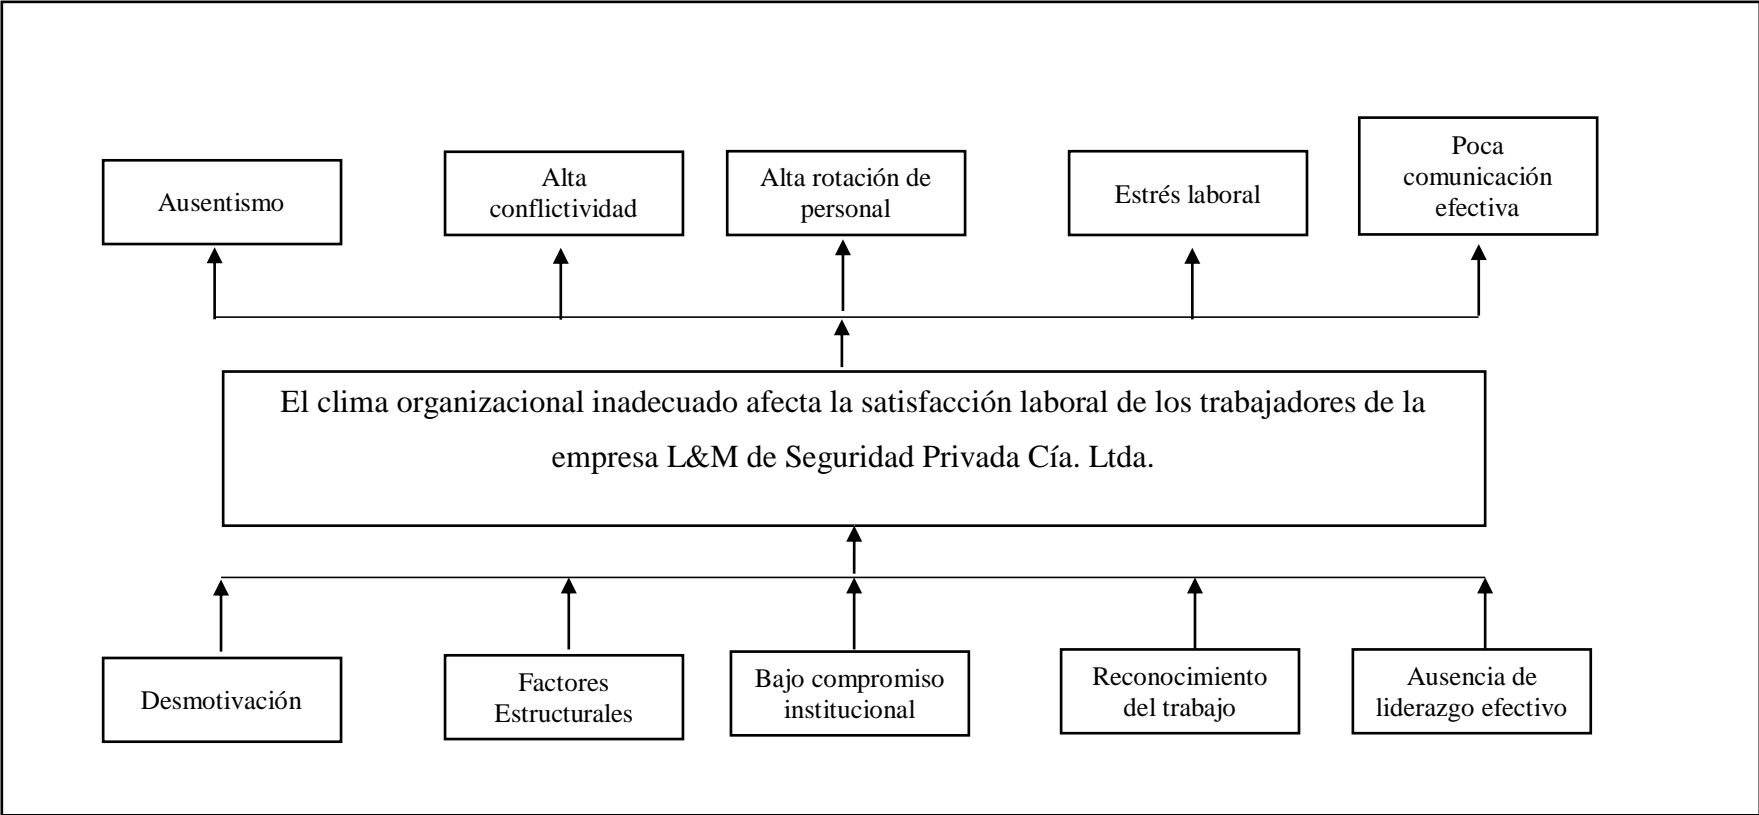 Ausentismo
Alta
conflictividad
Alta rotación de
personal
Estrés laboral
Poca
comunicación
efectiva
El clima organizacional inadecuado afecta la satisfacción laboral de los trabajadores de la
empresa L&M de Seguridad Privada Cía. Ltda.
Desmotivación
Factores
Estructurales
Bajo compromiso
institucional
Reconocimiento
del trabajo
Ausencia de
liderazgo efectivo